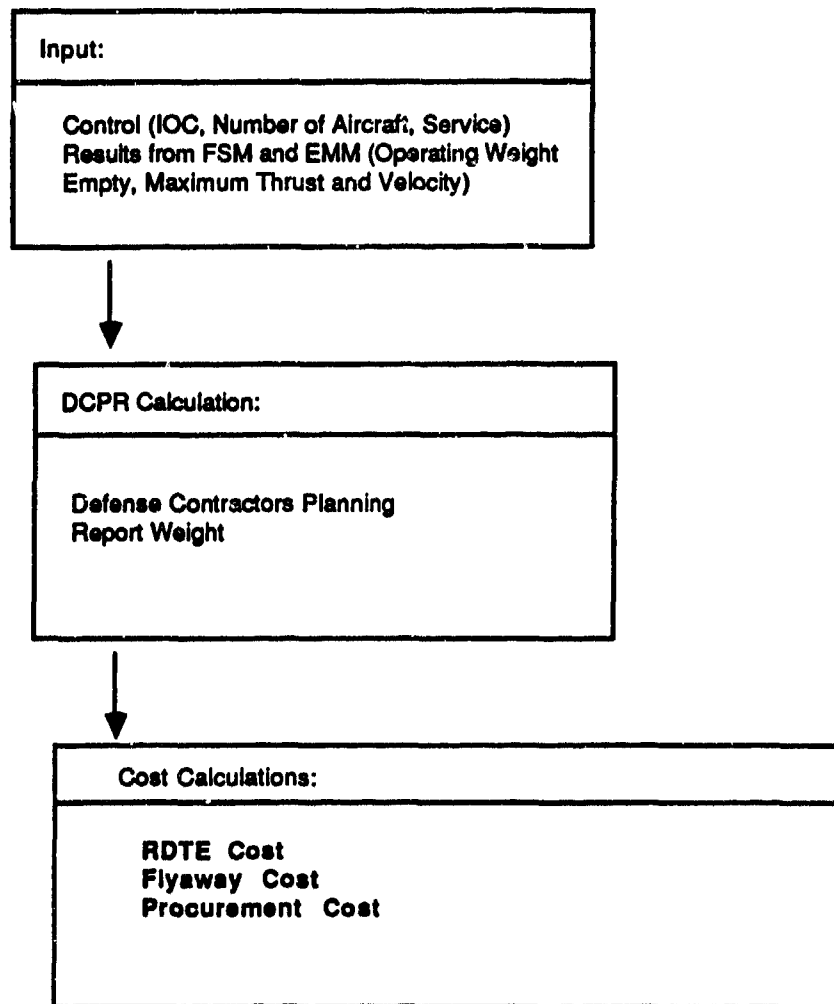 Input:
Control (IOC, Number of Aircraft, Service)
Results from FSM and EMM (Operating Weight
Empty, Maximum Thrust and Velocity)
DCPR Calculation:
Defense Contractors Planning
Report Weight
Cost Calculations:
RDTE Cost
Flyaway Cost
Procurement Cost